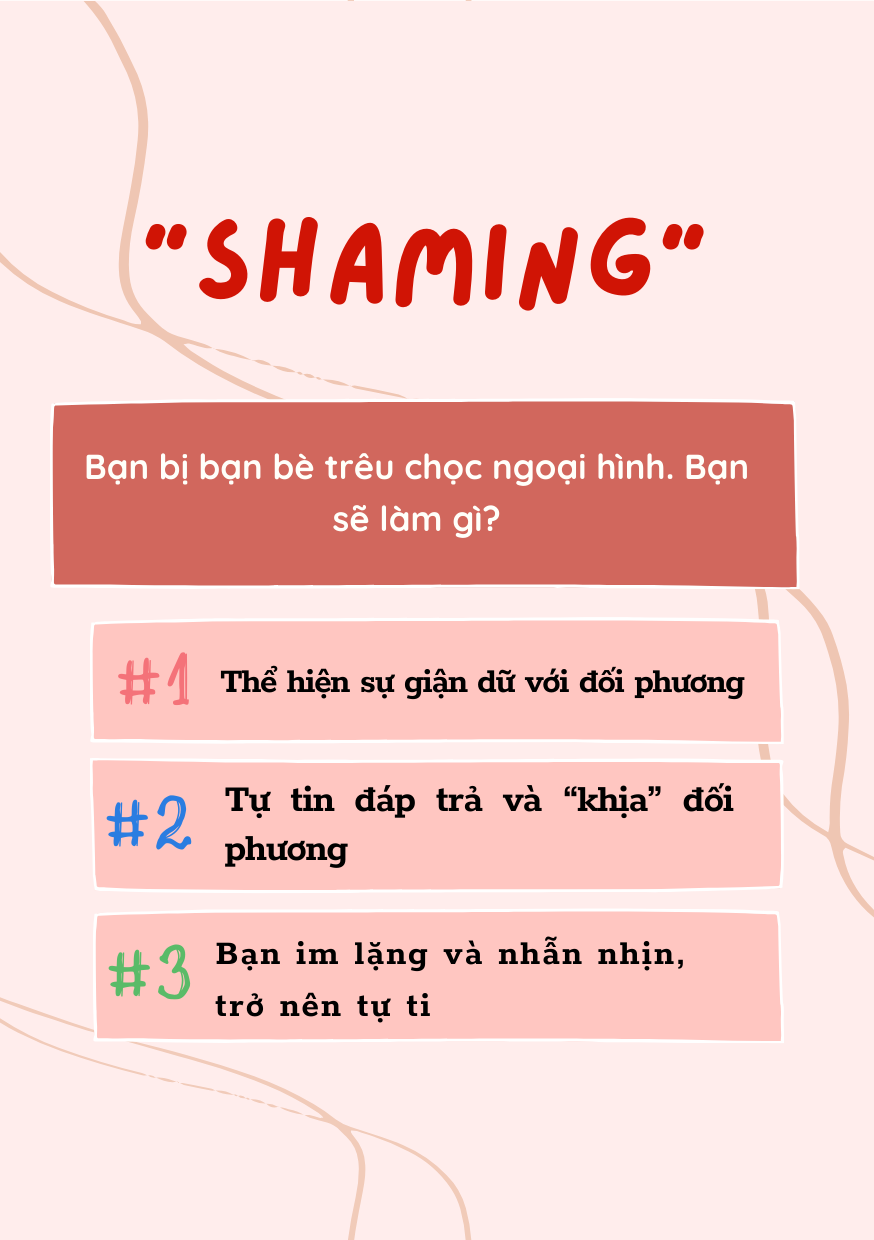 "SHAMING"
Bạn bị bạn bè trêu chọc ngoại hình. Bạn
sẽ làm gì?
#1 Thể hiện sự giận dữ với đối phương
#2 Tự tin đáp trả và “khịa” đối
phương
#3 Bạn im lặng và nhẫn nhịn,
trở nên tự ti